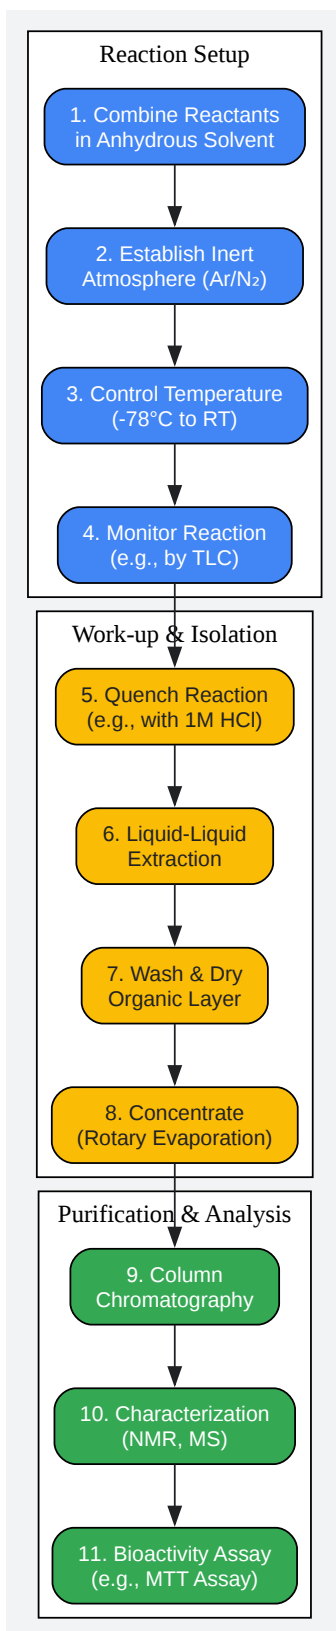 Reaction Setup
1. Combine Reactants
in Anhydrous Solvent
2. Establish Inert
Atmosphere (Ar/N₂)
3. Control Temperature
(-78°C to RT)
4. Monitor Reaction
(e.g., by TLC)
Work-up & Isolation
5. Quench Reaction
(e.g., with 1M HCl)
6. Liquid-Liquid
Extraction
7. Wash & Dry
Organic Layer
8. Concentrate
(Rotary Evaporation)
Purification & Analysis
9. Column
Chromatography
10. Characterization
(NMR, MS)
11. Bioactivity Assay
(e.g., MTT Assay)